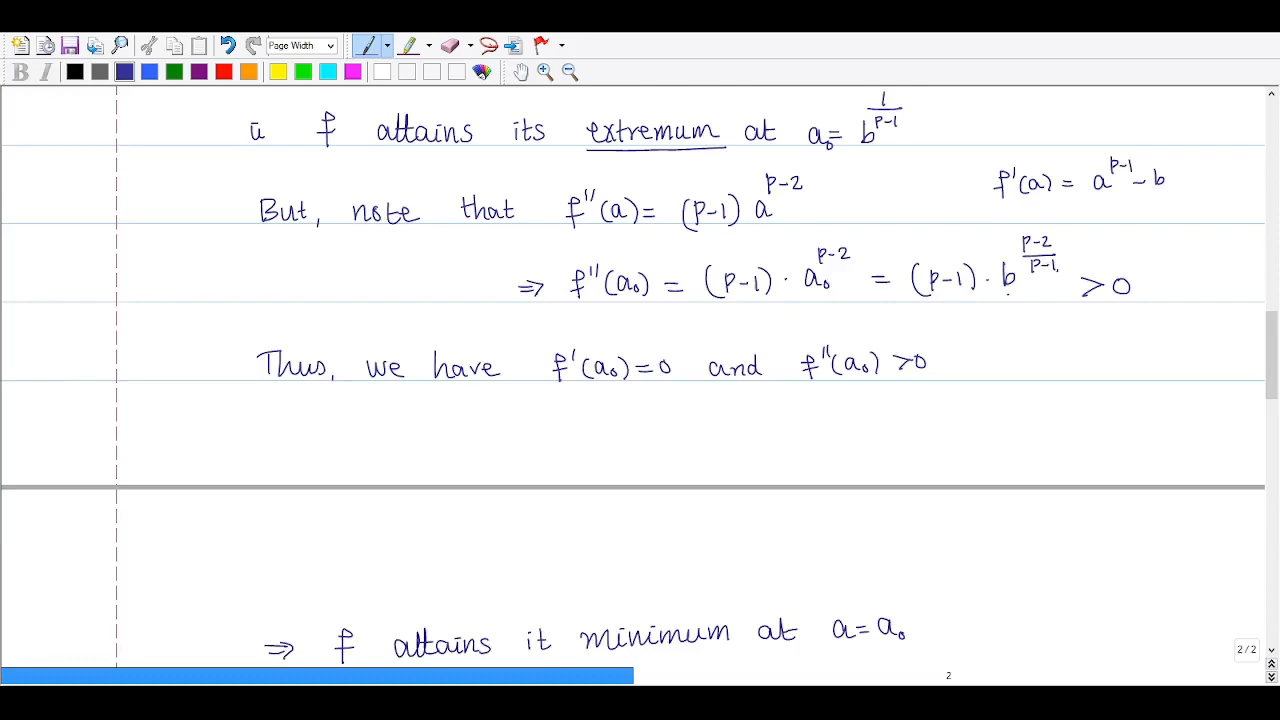 Page Width
B I
ii f attains its extremum at a₀= b^{1/(p-1)}
f'(a) = a^{p-1} - b
But, note that f''(a) = (p-1) a^{p-2}
⇒ f''(a₀) = (p-1) · a₀^{p-2} = (p-1) · b^{(p-2)/(p-1)} > 0
Thus, we have f'(a₀) = 0 and f''(a₀) > 0
⇒ f attains it minimum at a = a₀
2 / 2
2